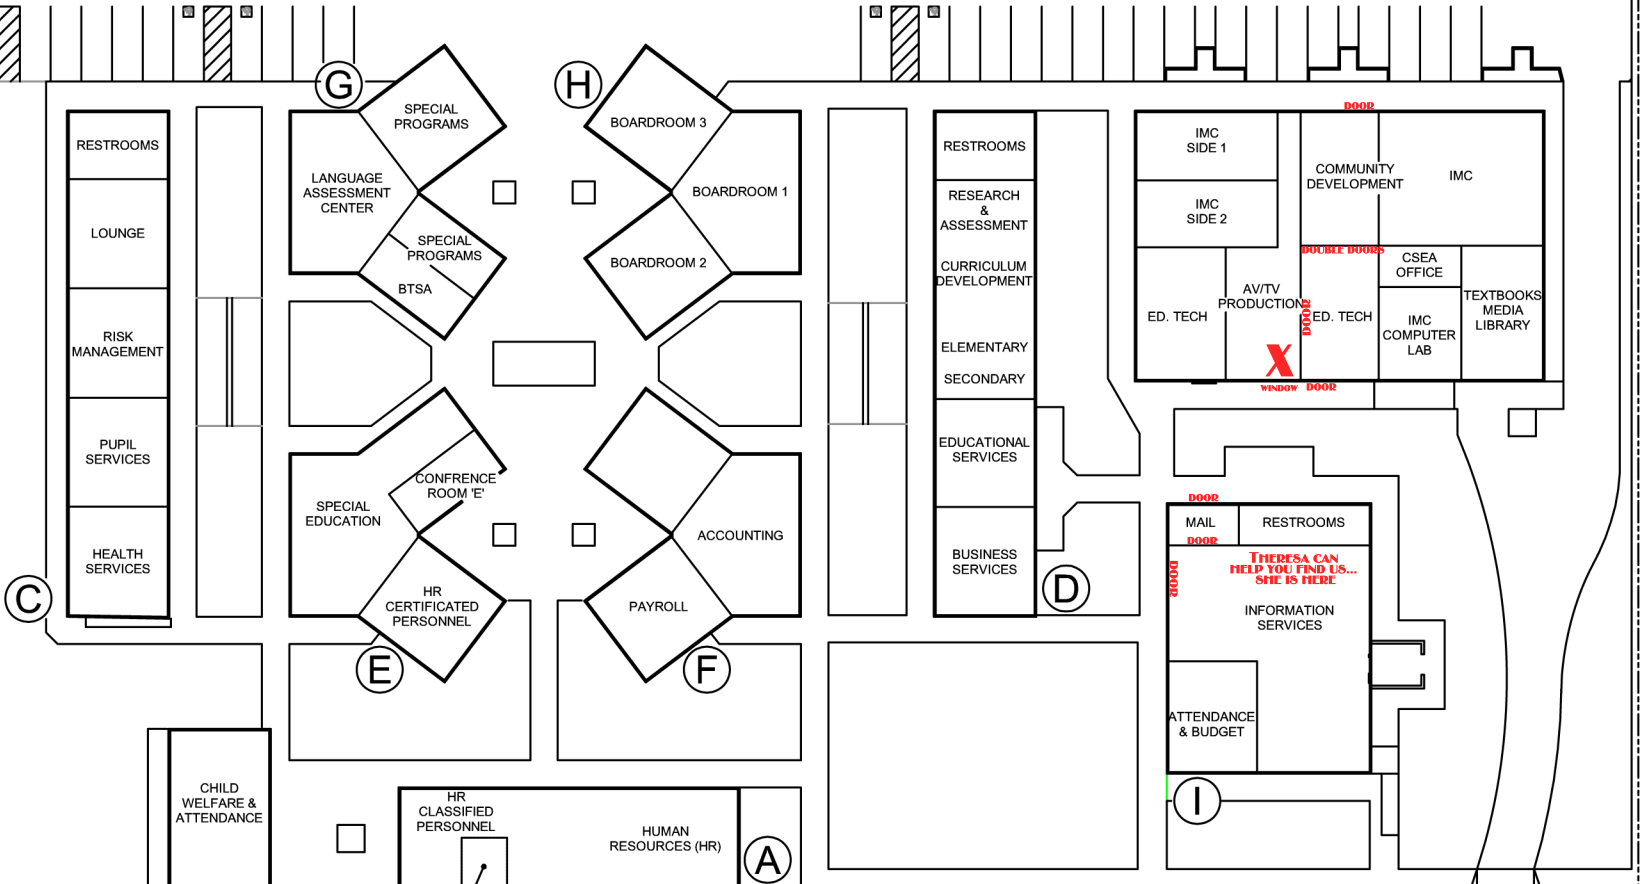 G
H
SPECIAL
PROGRAMS
LANGUAGE
ASSESSMENT
CENTER
SPECIAL
PROGRAMS
BTSA
BOARDROOM 3
BOARDROOM 1
BOARDROOM 2
RESTROOMS
LOUNGE
RISK
MANAGEMENT
PUPIL
SERVICES
HEALTH
SERVICES
C
SPECIAL
EDUCATION
CONFRENCE
ROOM 'E'
HR
CERTIFICATED
PERSONNEL
E
ACCOUNTING
PAYROLL
F
RESTROOMS
RESEARCH
&
ASSESSMENT
CURRICULUM
DEVELOPMENT
ELEMENTARY
SECONDARY
EDUCATIONAL
SERVICES
BUSINESS
SERVICES
D
DOOR
IMC
SIDE 1
IMC
SIDE 2
COMMUNITY
DEVELOPMENT
IMC
DOUBLE DOORS
CSEA
OFFICE
ED. TECH
AV/TV
PRODUCTION
DOOR
ED. TECH
IMC
COMPUTER
LAB
TEXTBOOKS
MEDIA
LIBRARY
X
WINDOW
DOOR
DOOR
MAIL
DOOR
RESTROOMS
DOOR
THERESA CAN
HELP YOU FIND US...
SHE IS HERE
INFORMATION
SERVICES
ATTENDANCE
& BUDGET
I
CHILD
WELFARE &
ATTENDANCE
HR
CLASSIFIED
PERSONNEL
HUMAN
RESOURCES (HR)
A